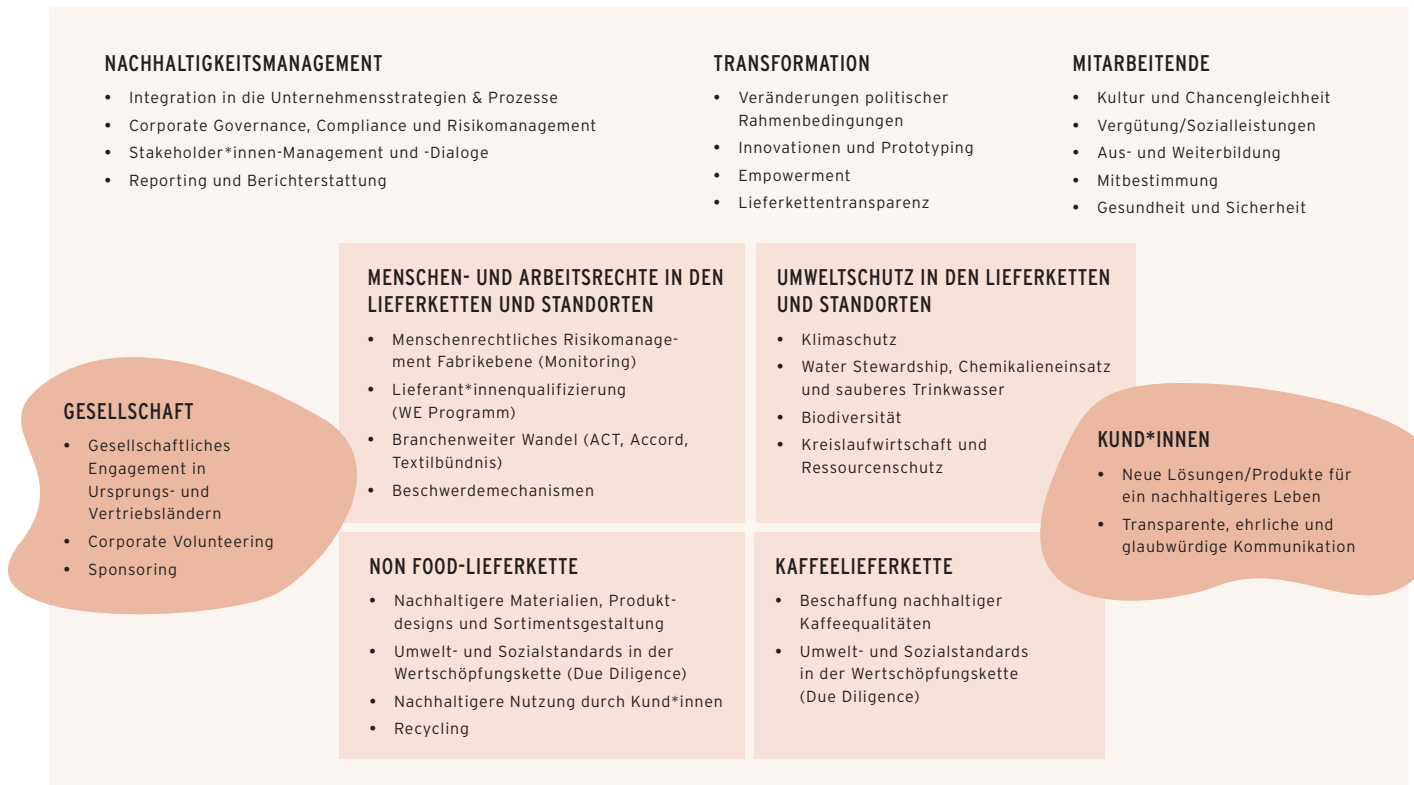 NACHHALTIGKEITSMANAGEMENT
• Integration in die Unternehmensstrategien & Prozesse
• Corporate Governance, Compliance und Risikomanagement
• Stakeholder*innen-Management und -Dialoge
• Reporting und Berichterstattung
TRANSFORMATION
• Veränderungen politischer
Rahmenbedingungen
• Innovationen und Prototyping
• Empowerment
• Lieferkettentransparenz
MITARBEITENDE
• Kultur und Chancengleichheit
• Vergütung/Sozialleistungen
• Aus- und Weiterbildung
• Mitbestimmung
• Gesundheit und Sicherheit
MENSCHEN- UND ARBEITSRECHTE IN DEN
LIEFERKETTEN UND STANDORTEN
• Menschenrechtliches Risikomanage-
ment Fabrikebene (Monitoring)
• Lieferant*innenqualifizierung
(WE Programm)
• Branchenweiter Wandel (ACT, Accord,
Textilbündnis)
• Beschwerdemechanismen
UMWELTSCHUTZ IN DEN LIEFERKETTEN
UND STANDORTEN
• Klimaschutz
• Water Stewardship, Chemikalieneinsatz
und sauberes Trinkwasser
• Biodiversität
• Kreislaufwirtschaft und
Ressourcenschutz
GESELLSCHAFT
• Gesellschaftliches
Engagement in
Ursprungs- und
Vertriebsländern
• Corporate Volunteering
• Sponsoring
KUND*INNEN
• Neue Lösungen/Produkte für
ein nachhaltigeres Leben
• Transparente, ehrliche und
glaubwürdige Kommunikation
NON FOOD-LIEFERKETTE
• Nachhaltigere Materialien, Produkt-
designs und Sortimentsgestaltung
• Umwelt- und Sozialstandards in der
Wertschöpfungskette (Due Diligence)
• Nachhaltigere Nutzung durch Kund*innen
• Recycling
KAFFEELIEFERKETTE
• Beschaffung nachhaltiger
Kaffeequalitäten
• Umwelt- und Sozialstandards
in der Wertschöpfungskette
(Due Diligence)